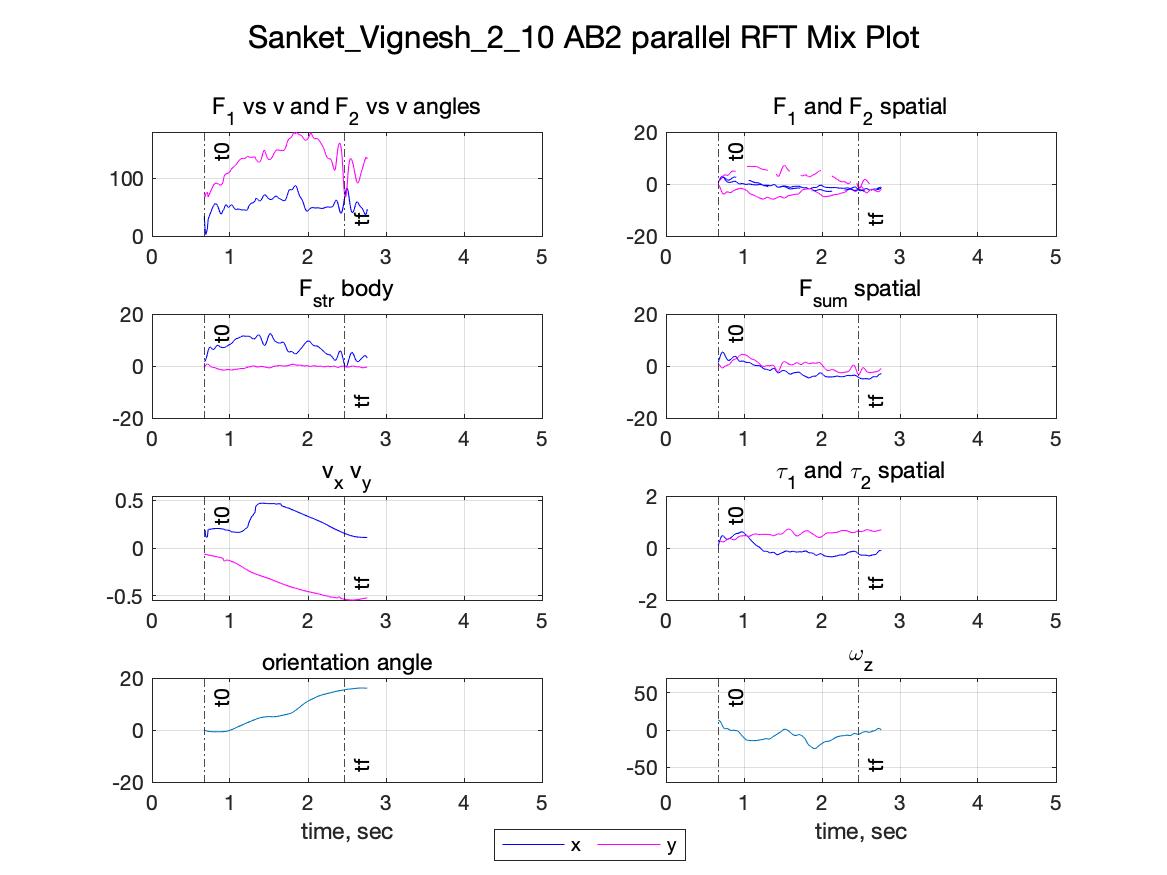 Sanket_Vignesh_2_10 AB2 parallel RFT Mix Plot
F1 vs v and F2 vs v angles
100
0
t0
tf
0 1 2 3 4 5
F1 and F2 spatial
20
0
-20
t0
tf
0 1 2 3 4 5
Fstr body
20
0
-20
t0
tf
0 1 2 3 4 5
Fsum spatial
20
0
-20
t0
tf
0 1 2 3 4 5
vx vy
0.5
0
-0.5
t0
tf
0 1 2 3 4 5
τ1 and τ2 spatial
2
0
-2
t0
tf
0 1 2 3 4 5
orientation angle
20
0
-20
t0
tf
0 1 2 3 4 5
time, sec
ωz
50
0
-50
t0
tf
0 1 2 3 4 5
time, sec
x y